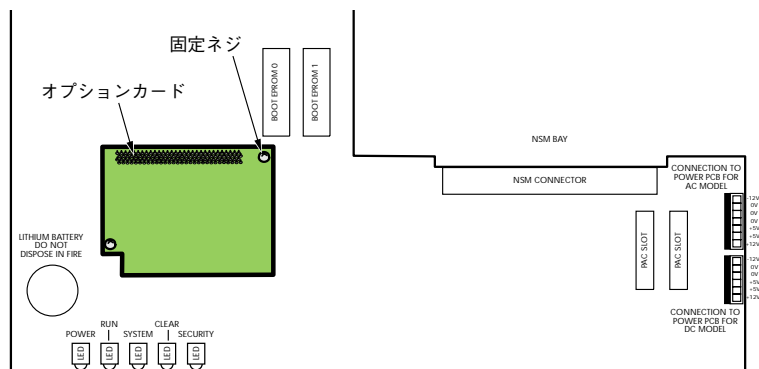 固定ネジ
オプションカード
BOOT EPROM 0
BOOT EPROM 1
NSM BAY
NSM CONNECTOR
CONNECTION TO
POWER PCB FOR
AC MODEL
-12V
0V
0V
0V
+5V
+5V
+12V
PAC SLOT
PAC SLOT
-12V
0V
0V
+5V
+5V
+12V
CONNECTION TO
POWER PCB FOR
DC MODEL
LITHIUM BATTERY
DO NOT
DISPOSE IN FIRE
POWER
RUN
SYSTEM
CLEAR
SECURITY
LED
LED
LED
LED
LED